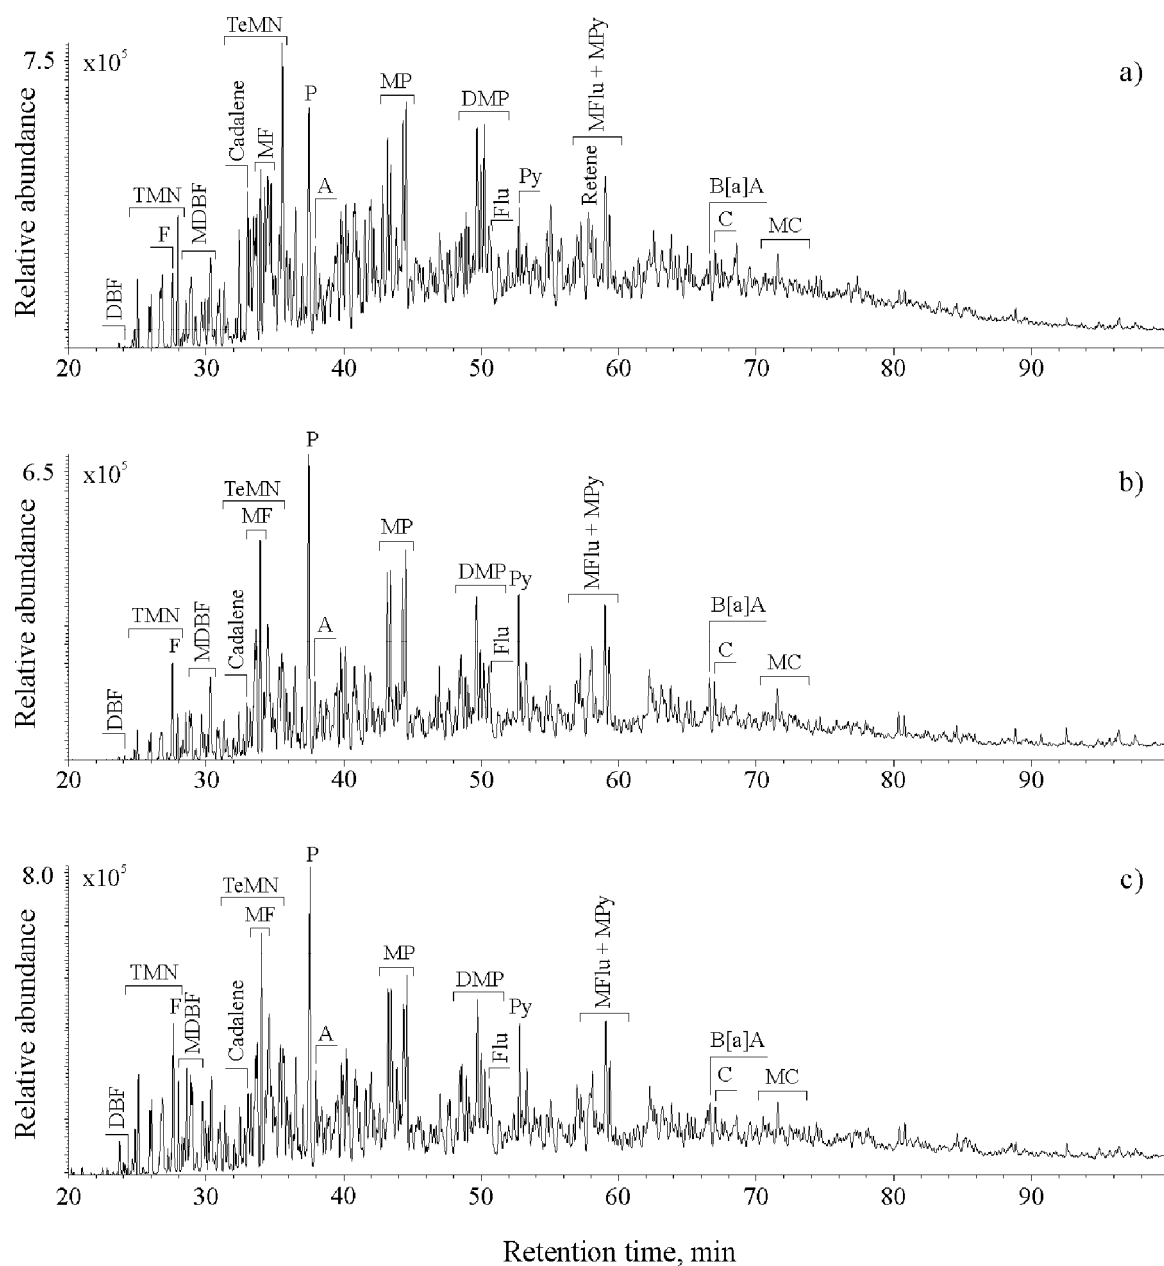 a)
7.5
x10⁵
Relative abundance
DBF
TMN
F
MDBF
TeMN
Cadalene
MF
P
A
MP
DMP
Flu
Py
MFlu + MPy
Retene
B[a]A
C
MC
20 30 40 50 60 70 80 90
b)
6.5
x10⁵
Relative abundance
DBF
TMN
F
MDBF
TeMN
MF
Cadalene
P
A
MP
DMP
Flu
Py
MFlu + MPy
B[a]A
C
MC
20 30 40 50 60 70 80 90
c)
8.0
x10⁵
Relative abundance
DBF
TMN
F
MDBF
TeMN
MF
Cadalene
P
A
MP
DMP
Flu
Py
MFlu + MPy
B[a]A
C
MC
20 30 40 50 60 70 80 90
Retention time, min